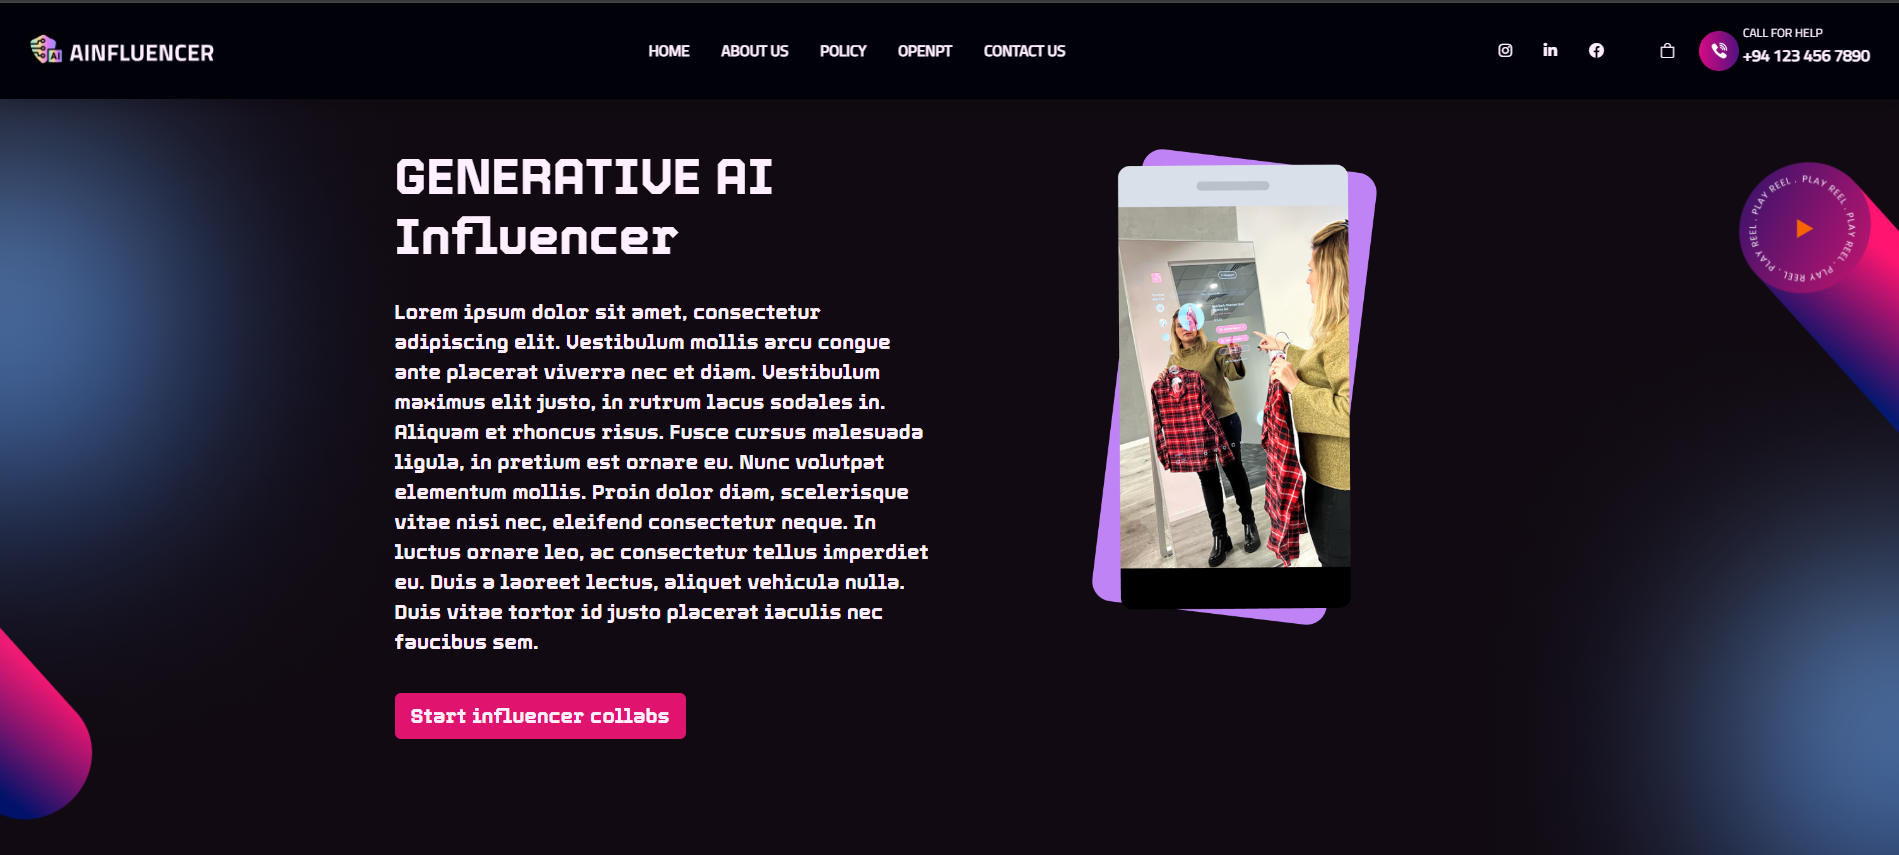 AI AINFLUENCER
HOME ABOUT US POLICY OPENPT CONTACT US
CALL FOR HELP
+94 123 456 7890
GENERATIVE AI
Influencer
Lorem ipsum dolor sit amet, consectetur
adipiscing elit. Vestibulum mollis arcu congue
ante placerat viverra nec et diam. Vestibulum
maximus elit justo, in rutrum lacus sodales in.
Aliquam et rhoncus risus. Fusce cursus malesuada
ligula, in pretium est ornare eu. Nunc volutpat
elementum mollis. Proin dolor diam, scelerisque
vitae nisi nec, eleifend consectetur neque. In
luctus ornare leo, ac consectetur tellus imperdiet
eu. Duis a laoreet lectus, aliquet vehicula nulla.
Duis vitae tortor id justo placerat iaculis nec
faucibus sem.
Start influencer collabs
PLAY REEL . PLAY REEL . PLAY REEL . PLAY REEL . PLAY REEL .